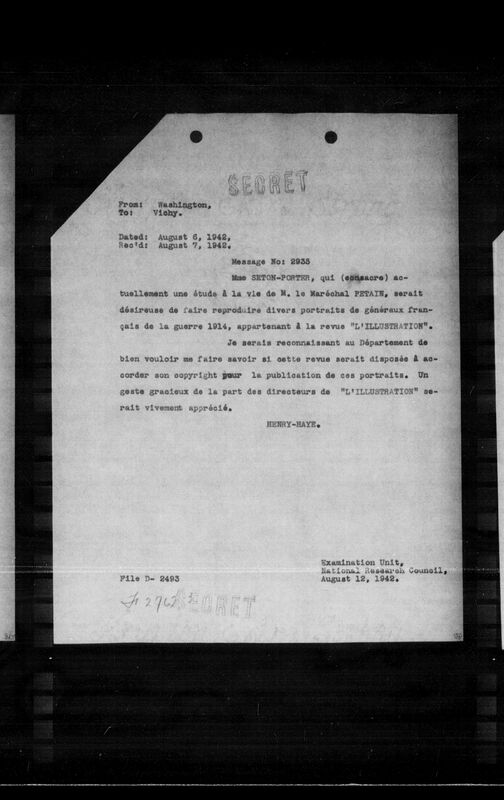 SECRET
From: Washington,
To: Vichy.
Dated: August 6, 1942,
Rec'd: August 7, 1942.
Message No: 2935
Mme SETON-PORTER, qui (consacre) ac-
tuellement une étude à la vie de M. le Maréchal PETAIN, serait
désireuse de faire reproduire divers portraits de généraux fran-
çais de la guerre 1914, appartenant à la revue "L'ILLUSTRATION".
Je serais reconnaissant au Département de
bien vouloir me faire savoir si cette revue serait disposée à ac-
corder son copyright pour la publication de ces portraits. Un
geste gracieux de la part des directeurs de "L'ILLUSTRATION" se-
rait vivement apprécié.
HENRY-HAYE.
Examination Unit,
National Research Council,
File D- 2493 August 12, 1942.
SECRET